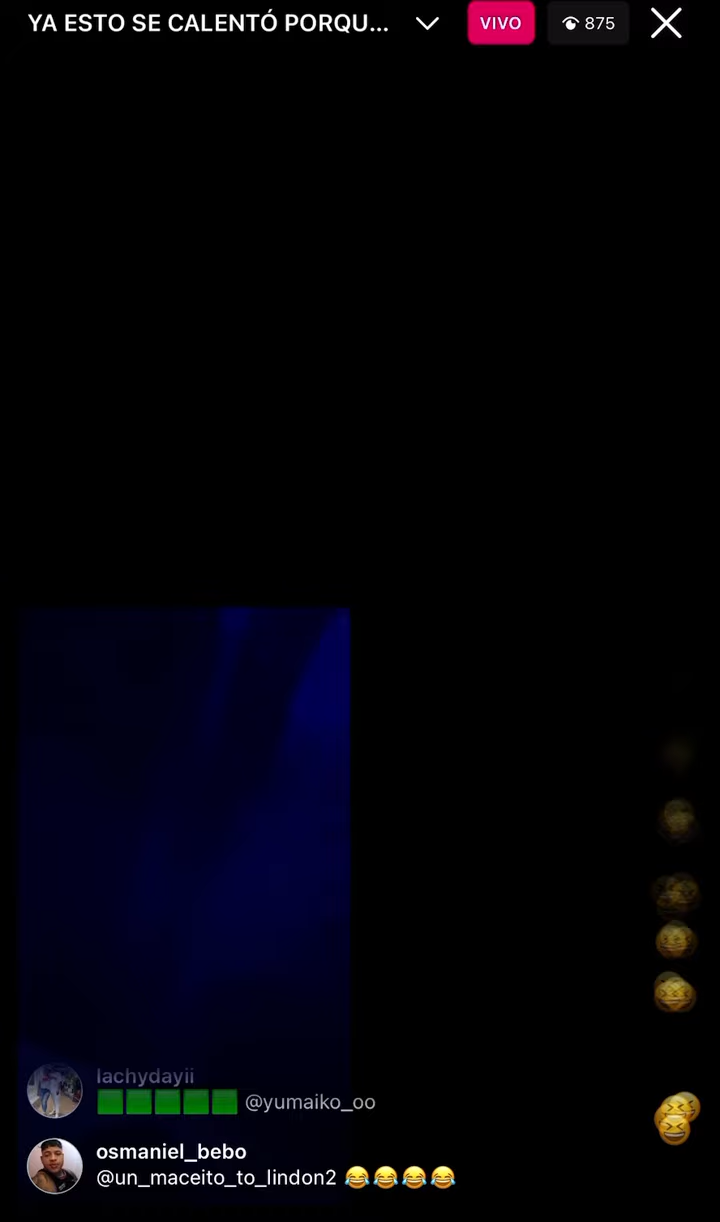 YA ESTO SE CALENTÓ PORQU...
VIVO
875
lachydayii
@yumaiko_oo
osmaniel_bebo
@un_maceito_to_lindon2 😂😂😂😂